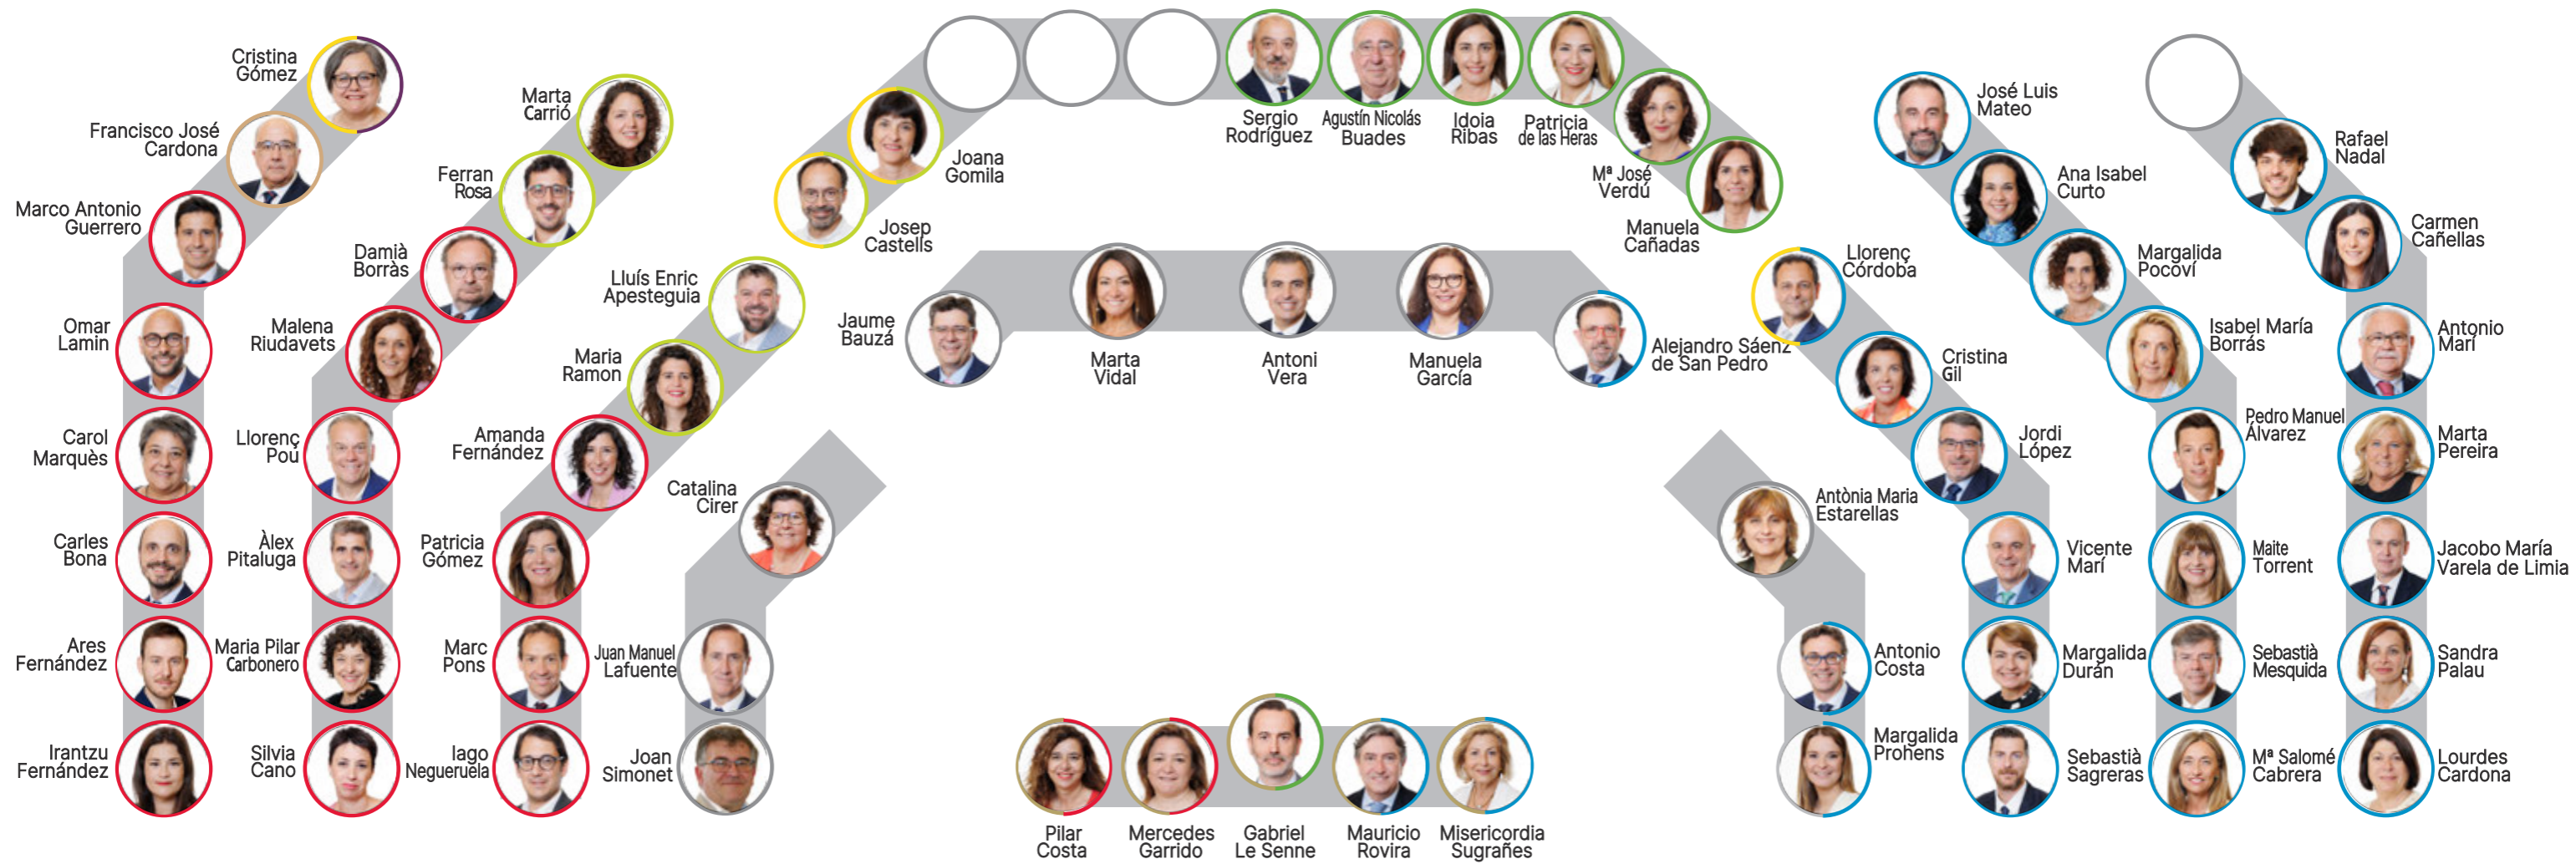 Cristina
Gómez
Francisco José
Cardona
Marco Antonio
Guerrero
Omar
Lamin
Carol
Marquès
Carles
Bona
Ares
Fernández
Irantzu
Fernández
Marta
Carrió
Ferran
Rosa
Damià
Borràs
Malena
Riudavets
Llorenç
Pou
Àlex
Pitaluga
Maria Pilar
Carbonero
Silvia
Cano
Joana
Gomila
Josep
Castells
Lluís Enric
Apesteguia
Maria
Ramon
Amanda
Fernández
Patricia
Gómez
Marc
Pons
Iago
Negueruela
Catalina
Cirer
Juan Manuel
Lafuente
Joan
Simonet
Sergio
Rodríguez
Agustín Nicolás
Buades
Idoia
Ribas
Patricia
de las Heras
Mª José
Verdú
Manuela
Cañadas
Jaume
Bauzá
Marta
Vidal
Antoni
Vera
Manuela
García
Alejandro Sáenz
de San Pedro
Pilar
Costa
Mercedes
Garrido
Gabriel
Le Senne
Mauricio
Rovira
Misericordia
Sugrañes
Antònia Maria
Estarellas
Antonio
Costa
Margalida
Prohens
Llorenç
Córdoba
Cristina
Gil
Jordi
López
Vicente
Marí
Margalida
Durán
Sebastià
Sagreras
José Luis
Mateo
Ana Isabel
Curto
Margalida
Pocoví
Isabel María
Borrás
Pedro Manuel
Álvarez
Maite
Torrent
Sebastià
Mesquida
Mª Salomé
Cabrera
Rafael
Nadal
Carmen
Cañellas
Antonio
Marí
Marta
Pereira
Jacobo María
Varela de Limia
Sandra
Palau
Lourdes
Cardona